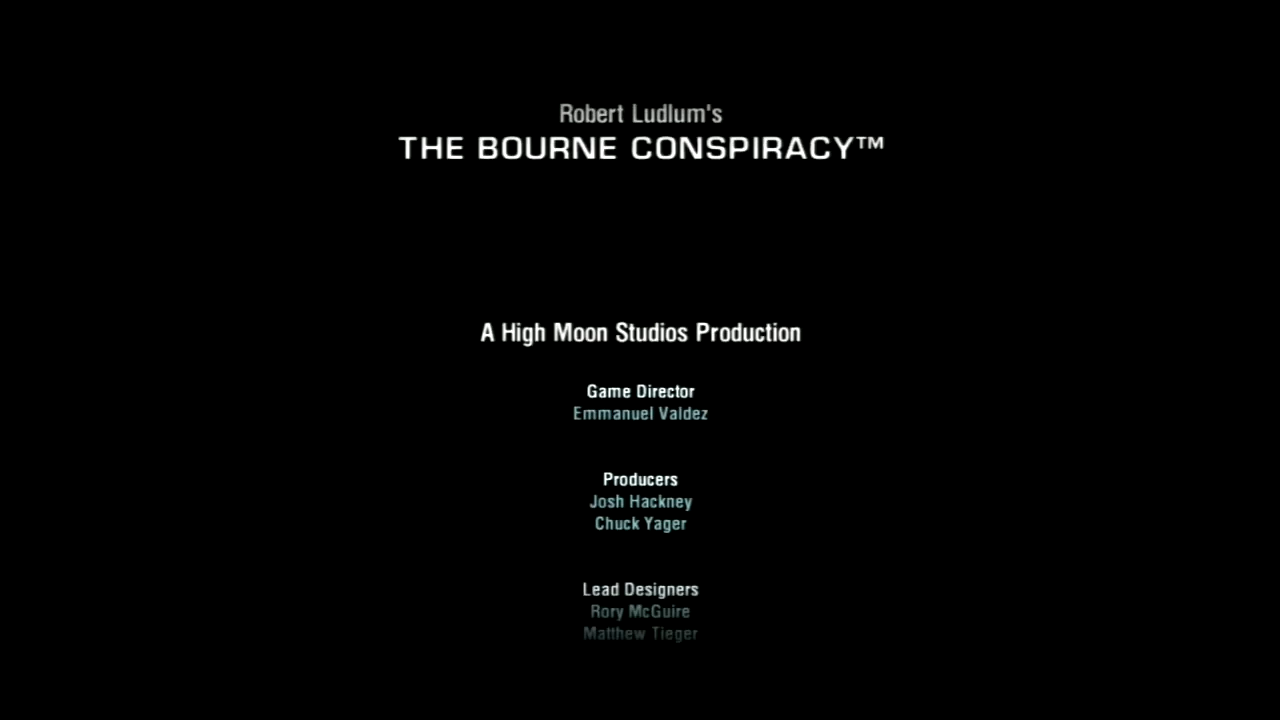 Robert Ludlum's
THE BOURNE CONSPIRACY™
A High Moon Studios Production
Game Director
Emmanuel Valdez
Producers
Josh Hackney
Chuck Yager
Lead Designers
Rory McGuire
Matthew Tieger